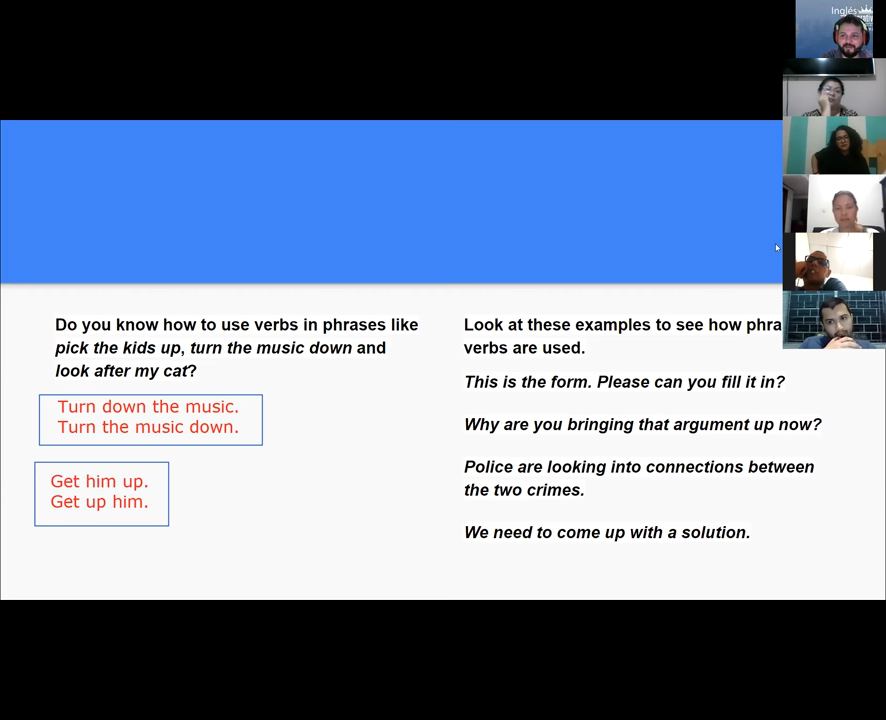 Inglés
Do you know how to use verbs in phrases like
pick the kids up, turn the music down and
look after my cat?
Turn down the music.
Turn the music down.
Get him up.
Get up him.
Look at these examples to see how phra
verbs are used.
This is the form. Please can you fill it in?
Why are you bringing that argument up now?
Police are looking into connections between
the two crimes.
We need to come up with a solution.